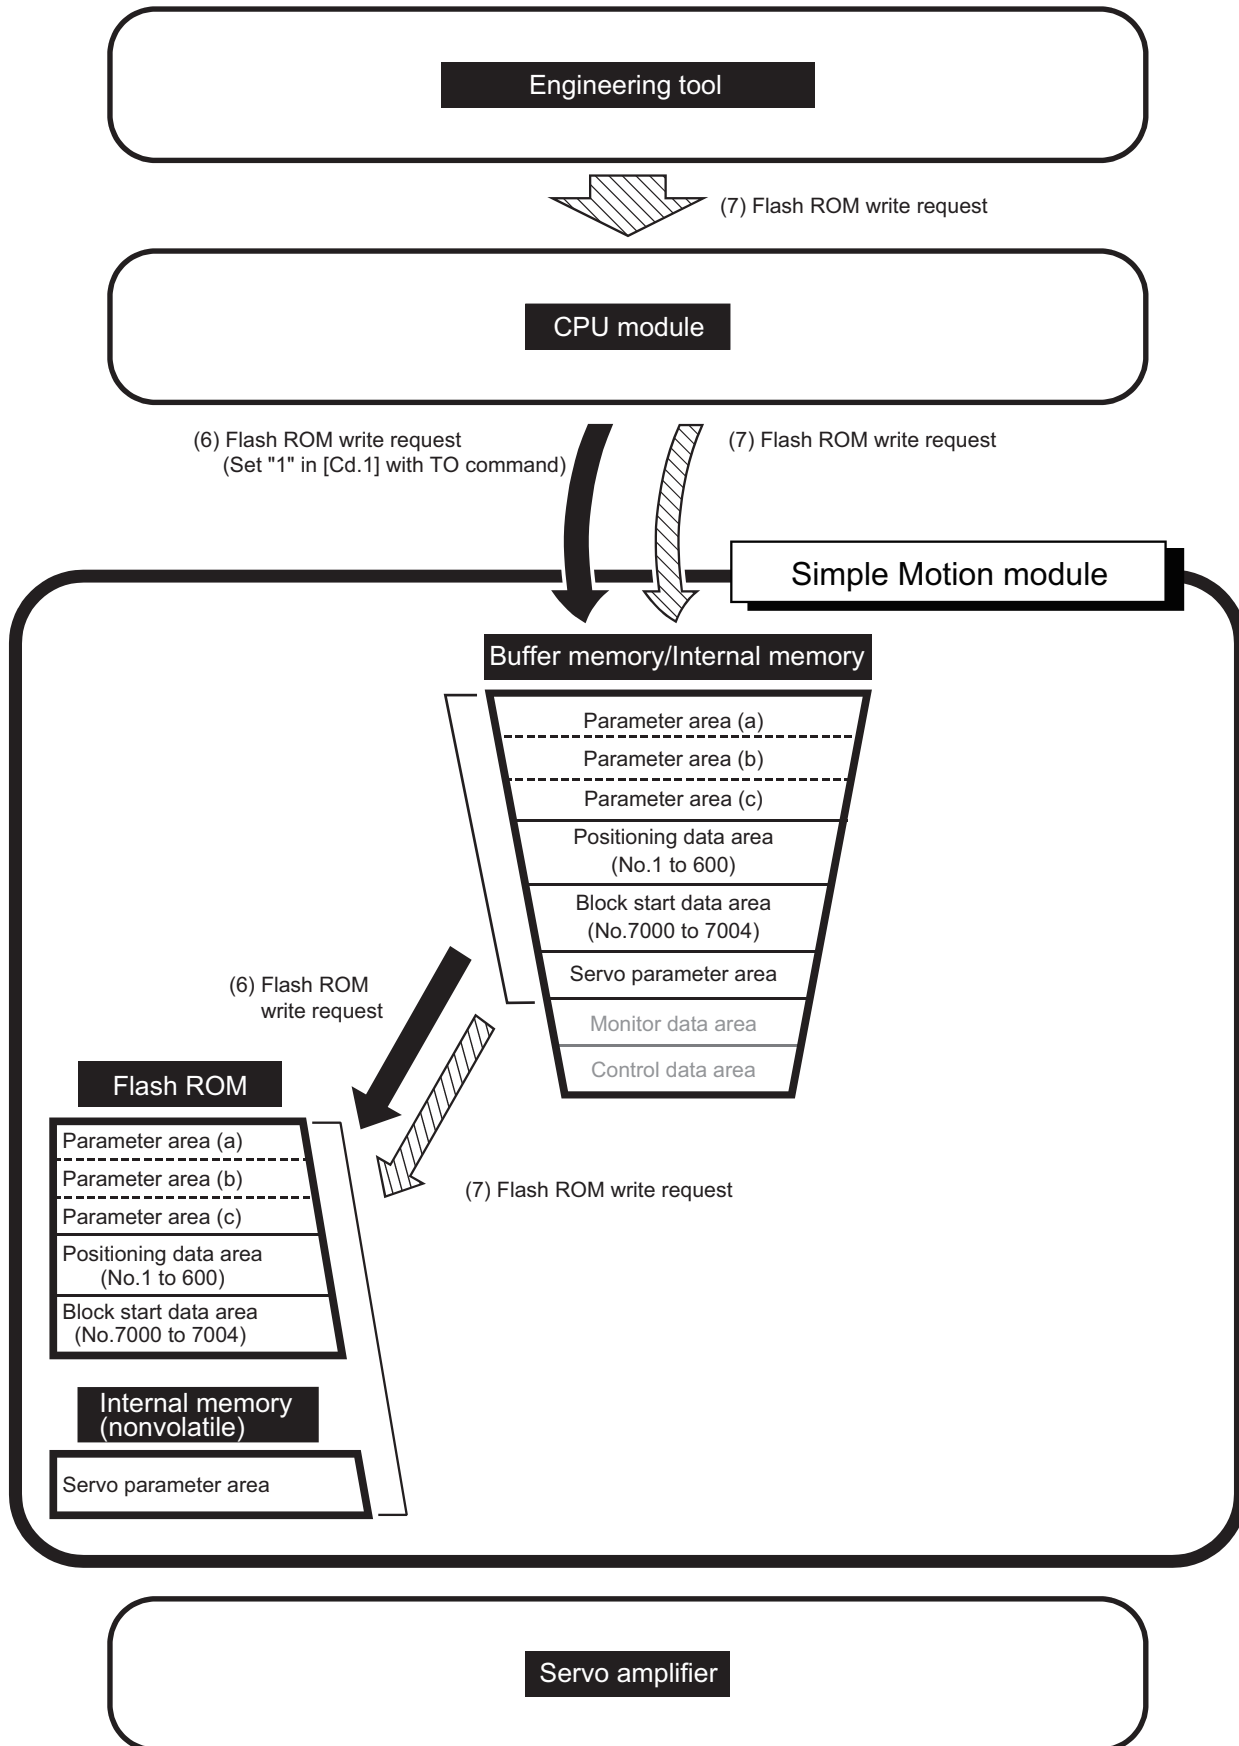 Engineering tool
(7) Flash ROM write request
CPU module
(6) Flash ROM write request
(Set "1" in [Cd.1] with TO command)
(7) Flash ROM write request
Simple Motion module
Buffer memory/Internal memory
Parameter area (a)
Parameter area (b)
Parameter area (c)
Positioning data area
(No.1 to 600)
Block start data area
(No.7000 to 7004)
Servo parameter area
Monitor data area
Control data area
(6) Flash ROM
write request
(7) Flash ROM write request
Flash ROM
Parameter area (a)
Parameter area (b)
Parameter area (c)
Positioning data area
(No.1 to 600)
Block start data area
(No.7000 to 7004)
Internal memory
(nonvolatile)
Servo parameter area
Servo amplifier